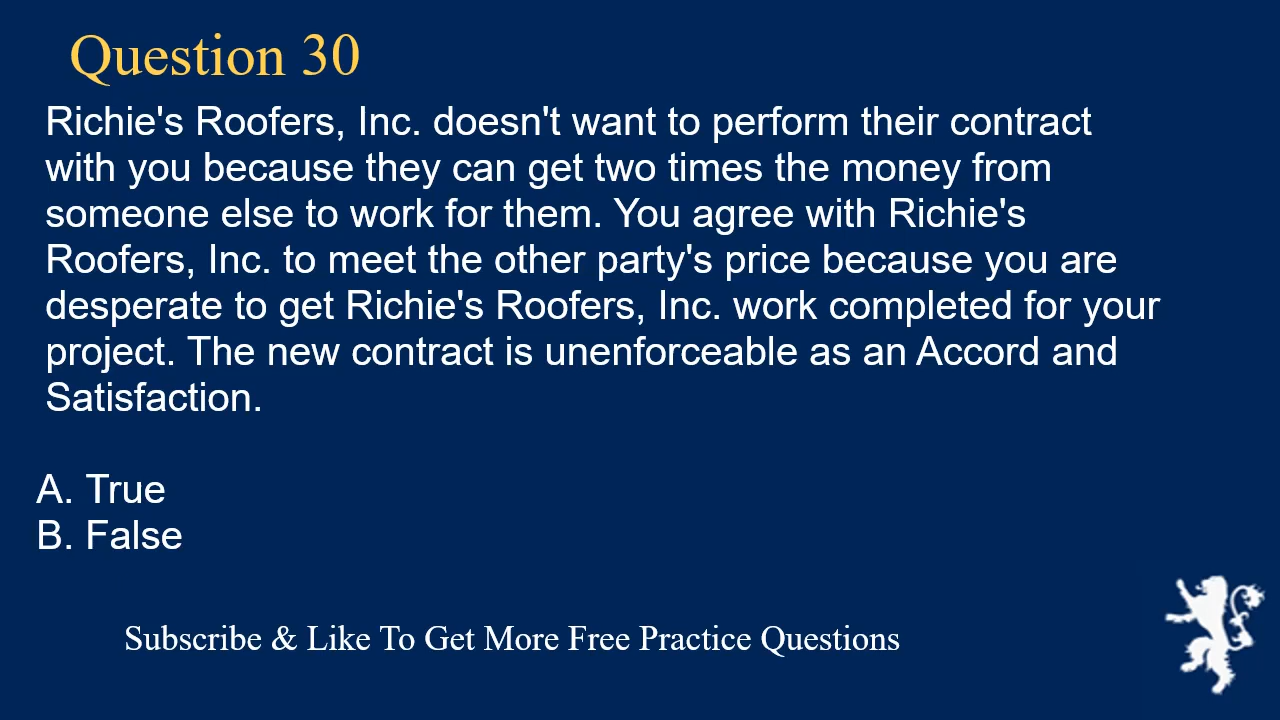 Question 30
Richie's Roofers, Inc. doesn't want to perform their contract
with you because they can get two times the money from
someone else to work for them. You agree with Richie's
Roofers, Inc. to meet the other party's price because you are
desperate to get Richie's Roofers, Inc. work completed for your
project. The new contract is unenforceable as an Accord and
Satisfaction.
A. True
B. False
Subscribe & Like To Get More Free Practice Questions